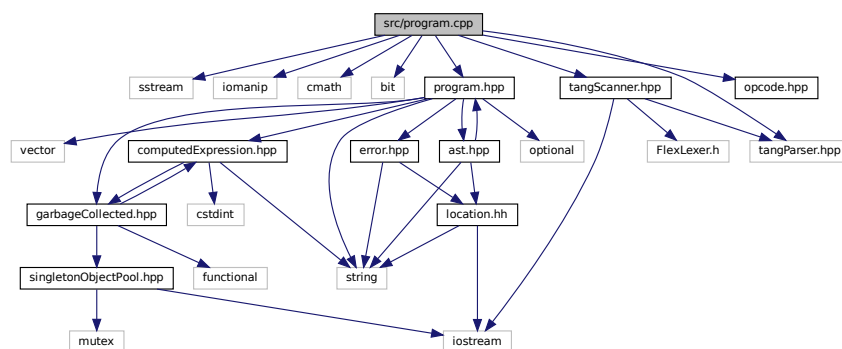 src/program.cpp
sstream
iomanip
cmath
bit
program.hpp
tangScanner.hpp
opcode.hpp
vector
computedExpression.hpp
error.hpp
ast.hpp
optional
FlexLexer.h
tangParser.hpp
garbageCollected.hpp
cstdint
location.hh
singletonObjectPool.hpp
functional
string
mutex
iostream